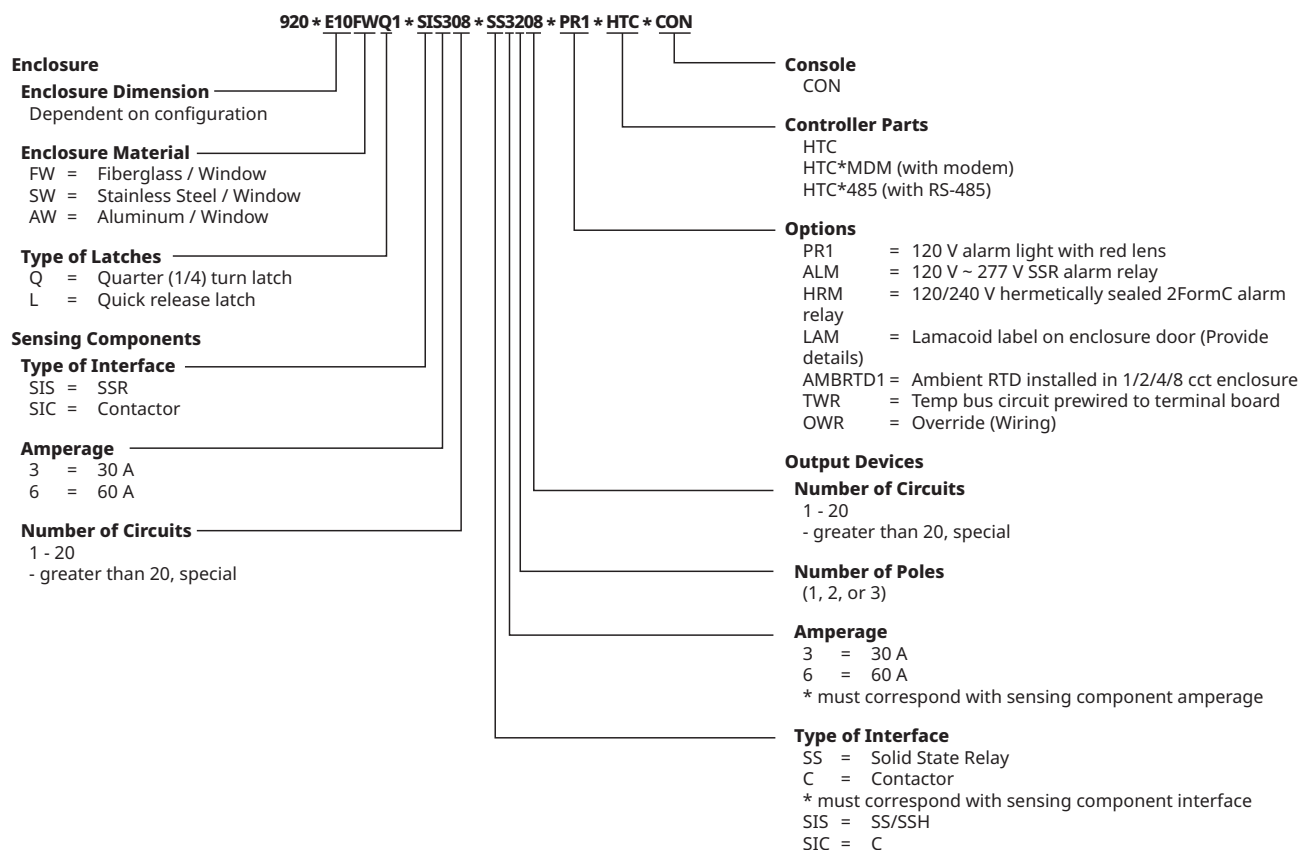 920 * E10FWQ1 * SIS308 * SS3208 * PR1 * HTC * CON
Enclosure
Enclosure Dimension
Dependent on configuration
Enclosure Material
FW = Fiberglass / Window
SW = Stainless Steel / Window
AW = Aluminum / Window
Type of Latches
Q = Quarter (1/4) turn latch
L = Quick release latch
Sensing Components
Type of Interface
SIS = SSR
SIC = Contactor
Amperage
3 = 30 A
6 = 60 A
Number of Circuits
1 - 20
- greater than 20, special
Console
CON
Controller Parts
HTC
HTC*MDM (with modem)
HTC*485 (with RS-485)
Options
PR1 = 120 V alarm light with red lens
ALM = 120 V ~ 277 V SSR alarm relay
HRM = 120/240 V hermetically sealed 2FormC alarm
relay
LAM = Lamacoid label on enclosure door (Provide
details)
AMBRTD1 = Ambient RTD installed in 1/2/4/8 cct enclosure
TWR = Temp bus circuit prewired to terminal board
OWR = Override (Wiring)
Output Devices
Number of Circuits
1 - 20
- greater than 20, special
Number of Poles
(1, 2, or 3)
Amperage
3 = 30 A
6 = 60 A
* must correspond with sensing component amperage
Type of Interface
SS = Solid State Relay
C = Contactor
* must correspond with sensing component interface
SIS = SS/SSH
SIC = C